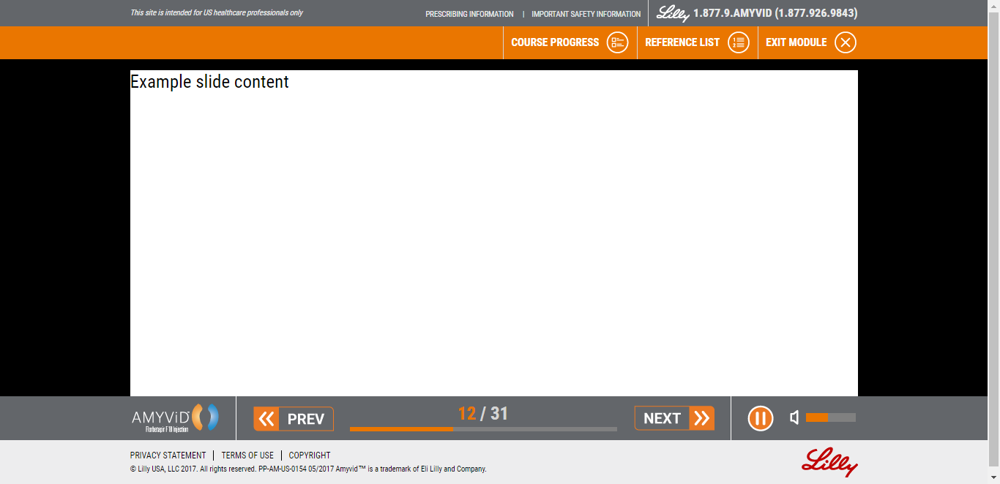 This site is intended for US healthcare professionals only
PRESCRIBING INFORMATION | IMPORTANT SAFETY INFORMATION
Lilly 1.877.9.AMYVID (1.877.926.9843)
COURSE PROGRESS
REFERENCE LIST
EXIT MODULE
Example slide content
AMYViD
Florbetapir F 18 Injection
PREV
12 / 31
NEXT
PRIVACY STATEMENT | TERMS OF USE | COPYRIGHT
© Lilly USA, LLC 2017. All rights reserved. PP-AM-US-0154 05/2017 Amyvid™ is a trademark of Eli Lilly and Company.
Lilly